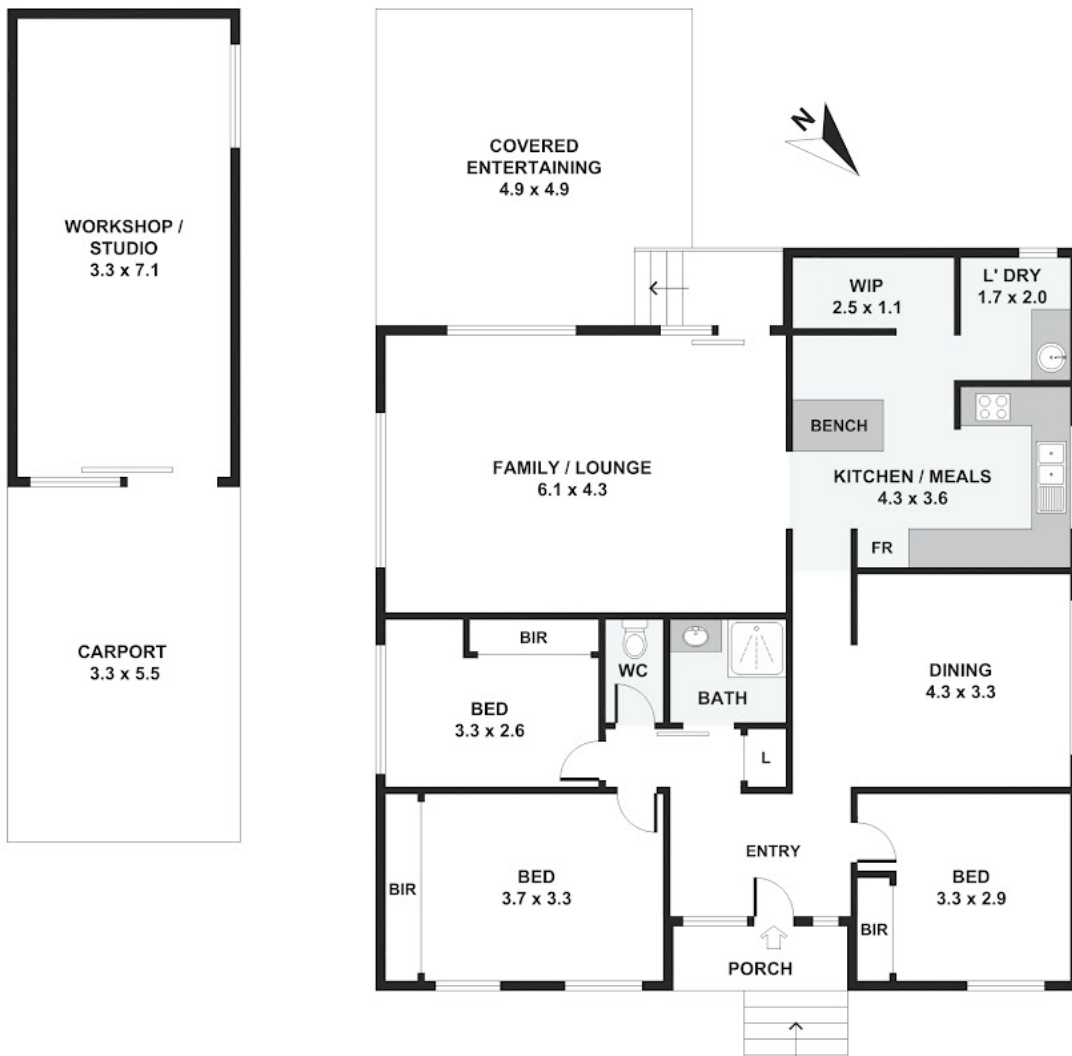 COVERED
ENTERTAINING
4.9 x 4.9
N
WORKSHOP /
STUDIO
3.3 x 7.1
WIP
2.5 x 1.1
L' DRY
1.7 x 2.0
BENCH
FAMILY / LOUNGE
6.1 x 4.3
KITCHEN / MEALS
4.3 x 3.6
FR
CARPORT
3.3 x 5.5
BIR
WC
BATH
DINING
4.3 x 3.3
BED
3.3 x 2.6
L
ENTRY
BIR
BED
3.7 x 3.3
BED
3.3 x 2.9
BIR
PORCH